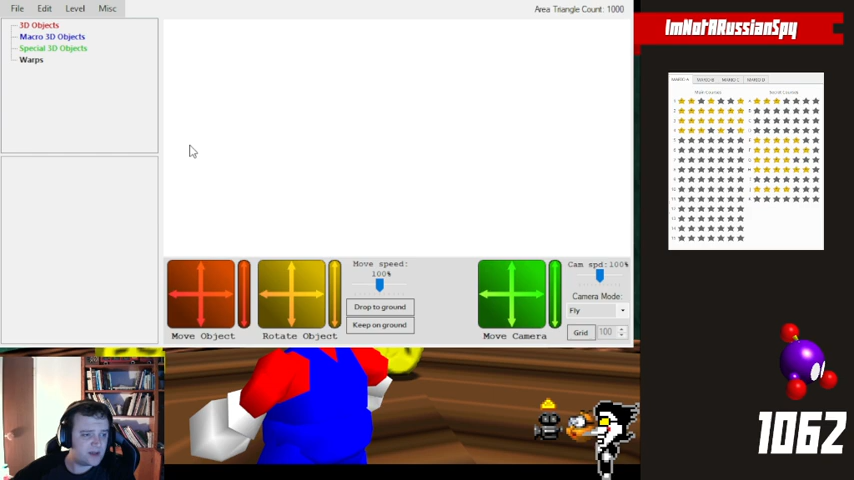 File Edit Level Misc
Area Triangle Count: 1000
3D Objects
Macro 3D Objects
Special 3D Objects
Warps
Move Object
Rotate Object
Move speed:
100%
Drop to ground
Keep on ground
Move Camera
Cam spd:100%
Camera Mode:
Fly
Grid 100
ImNotARussianSpy
MARIO A
1062